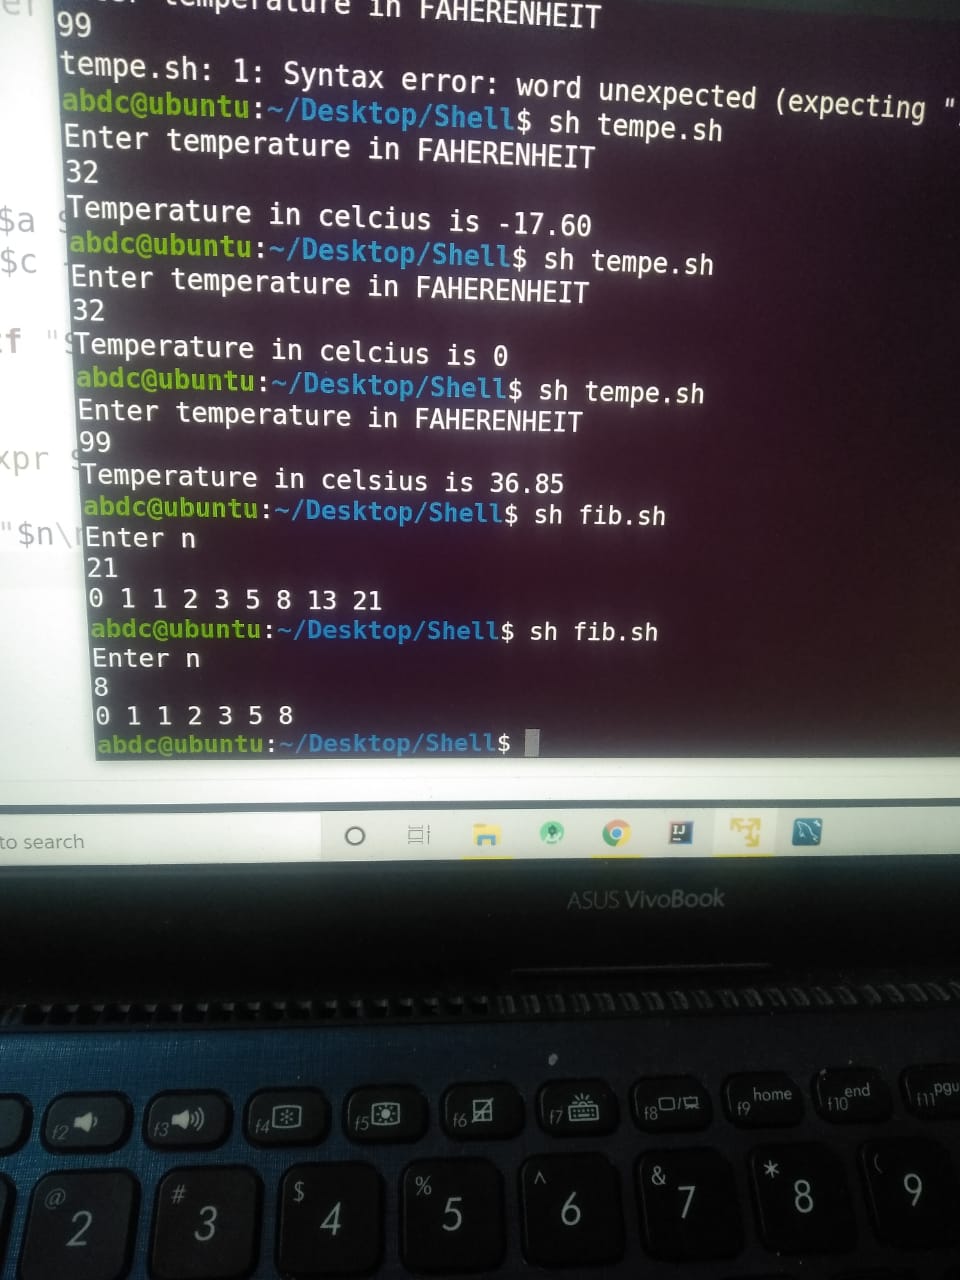 temperature in FAHERENHEIT
99
tempe.sh: 1: Syntax error: word unexpected (expecting "
abdc@ubuntu:~/Desktop/Shell$ sh tempe.sh
Enter temperature in FAHERENHEIT
32
$a
Temperature in celcius is -17.60
$c
abdc@ubuntu:~/Desktop/Shell$ sh tempe.sh
Enter temperature in FAHERENHEIT
32
Temperature in celcius is 0
abdc@ubuntu:~/Desktop/Shell$ sh tempe.sh
Enter temperature in FAHERENHEIT
99
xpr
Temperature in celsius is 36.85
abdc@ubuntu:~/Desktop/Shell$ sh fib.sh
"$n\
Enter n
21
0 1 1 2 3 5 8 13 21
abdc@ubuntu:~/Desktop/Shell$ sh fib.sh
Enter n
8
0 1 1 2 3 5 8
abdc@ubuntu:~/Desktop/Shell$
to search
IJ
ASUS VivoBook
f2 f3 f4 f5 f6 f7 f8 f9 home f10 end f11 pgu
@ 2 # 3 $ 4 % 5 ^ 6 & 7 * 8 ( 9